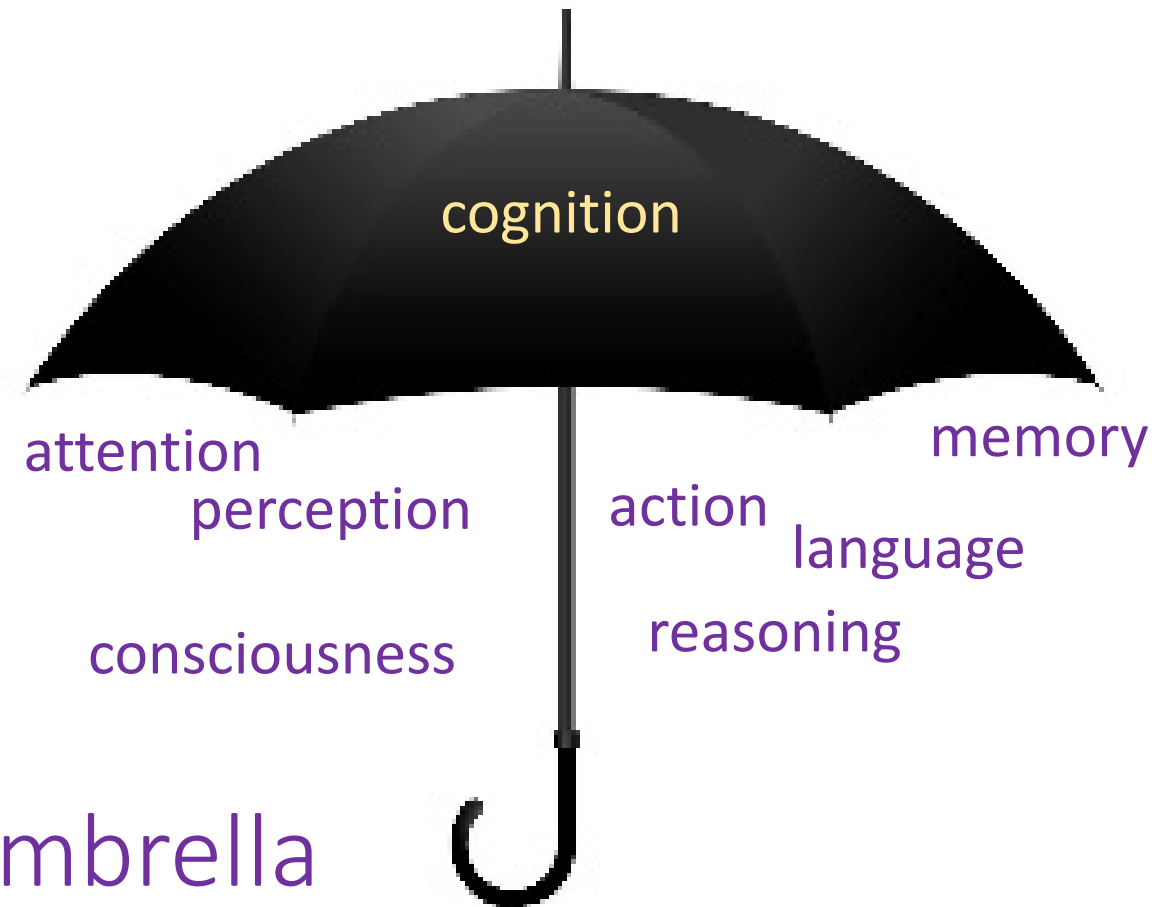 cognition
attention
memory
perception
action
language
reasoning
consciousness
mbrella